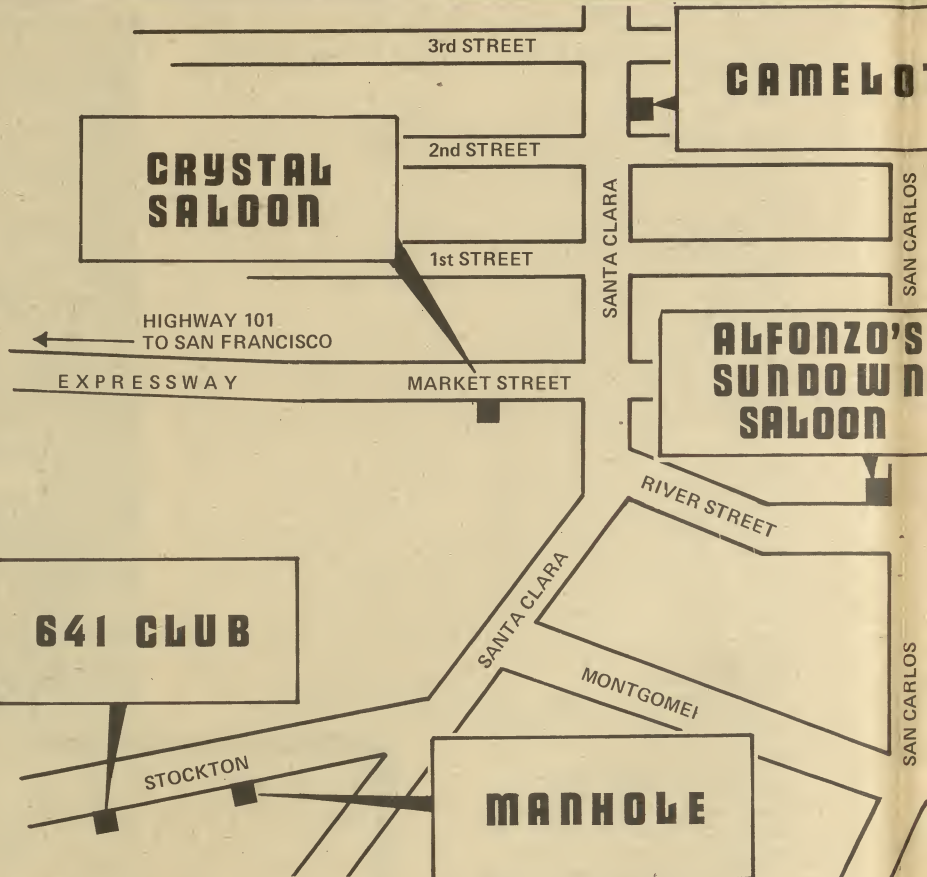 3rd STREET
CAMELOT
CRYSTAL
SALOON
2nd STREET
SANTA CLARA
SAN CARLOS
1st STREET
HIGHWAY 101
TO SAN FRANCISCO
ALFONZO'S
SUNDOWN
SALOON
EXPRESSWAY
MARKET STREET
RIVER STREET
641 CLUB
SANTA CLARA
SAN CARLOS
MONTGOMER
STOCKTON
MANHOLE